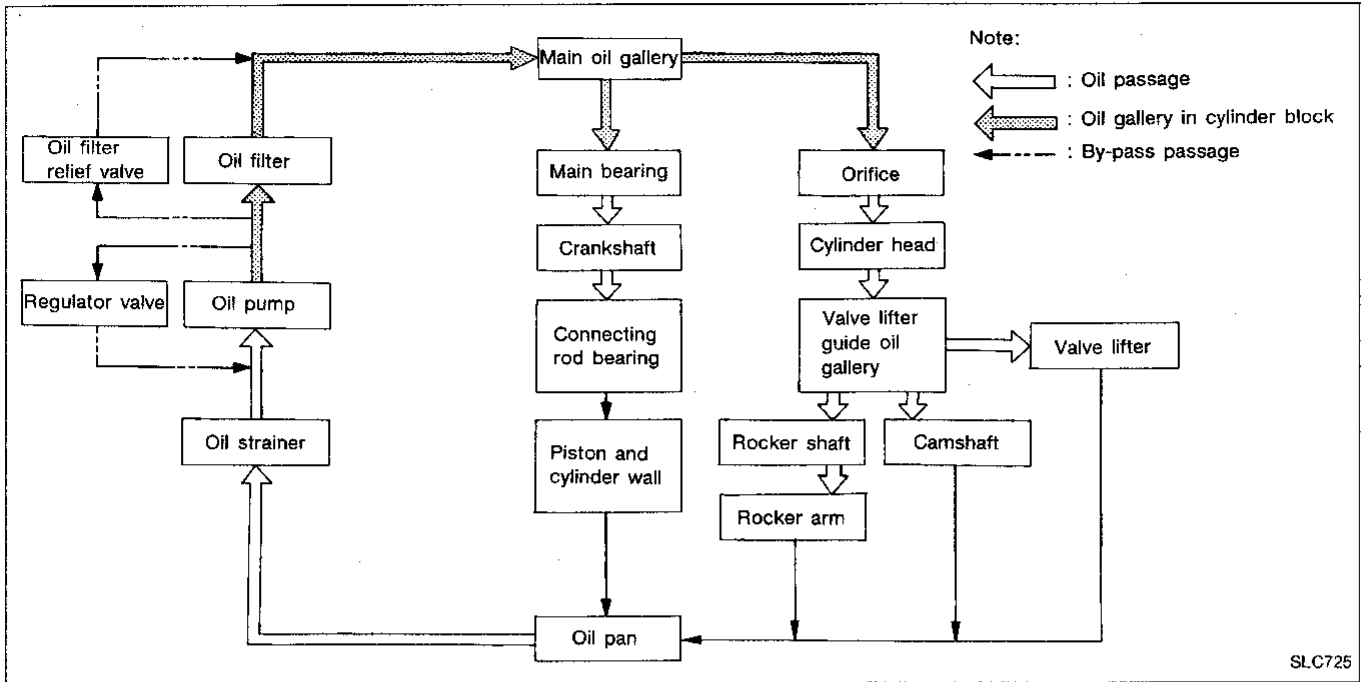 Main oil gallery
Note:
: Oil passage
: Oil gallery in cylinder block
: By-pass passage
Oil filter
relief valve
Oil filter
Main bearing
Orifice
Crankshaft
Cylinder head
Regulator valve
Oil pump
Connecting
rod bearing
Valve lifter
guide oil
gallery
Valve lifter
Oil strainer
Piston and
cylinder wall
Rocker shaft
Camshaft
Rocker arm
Oil pan
SLC725